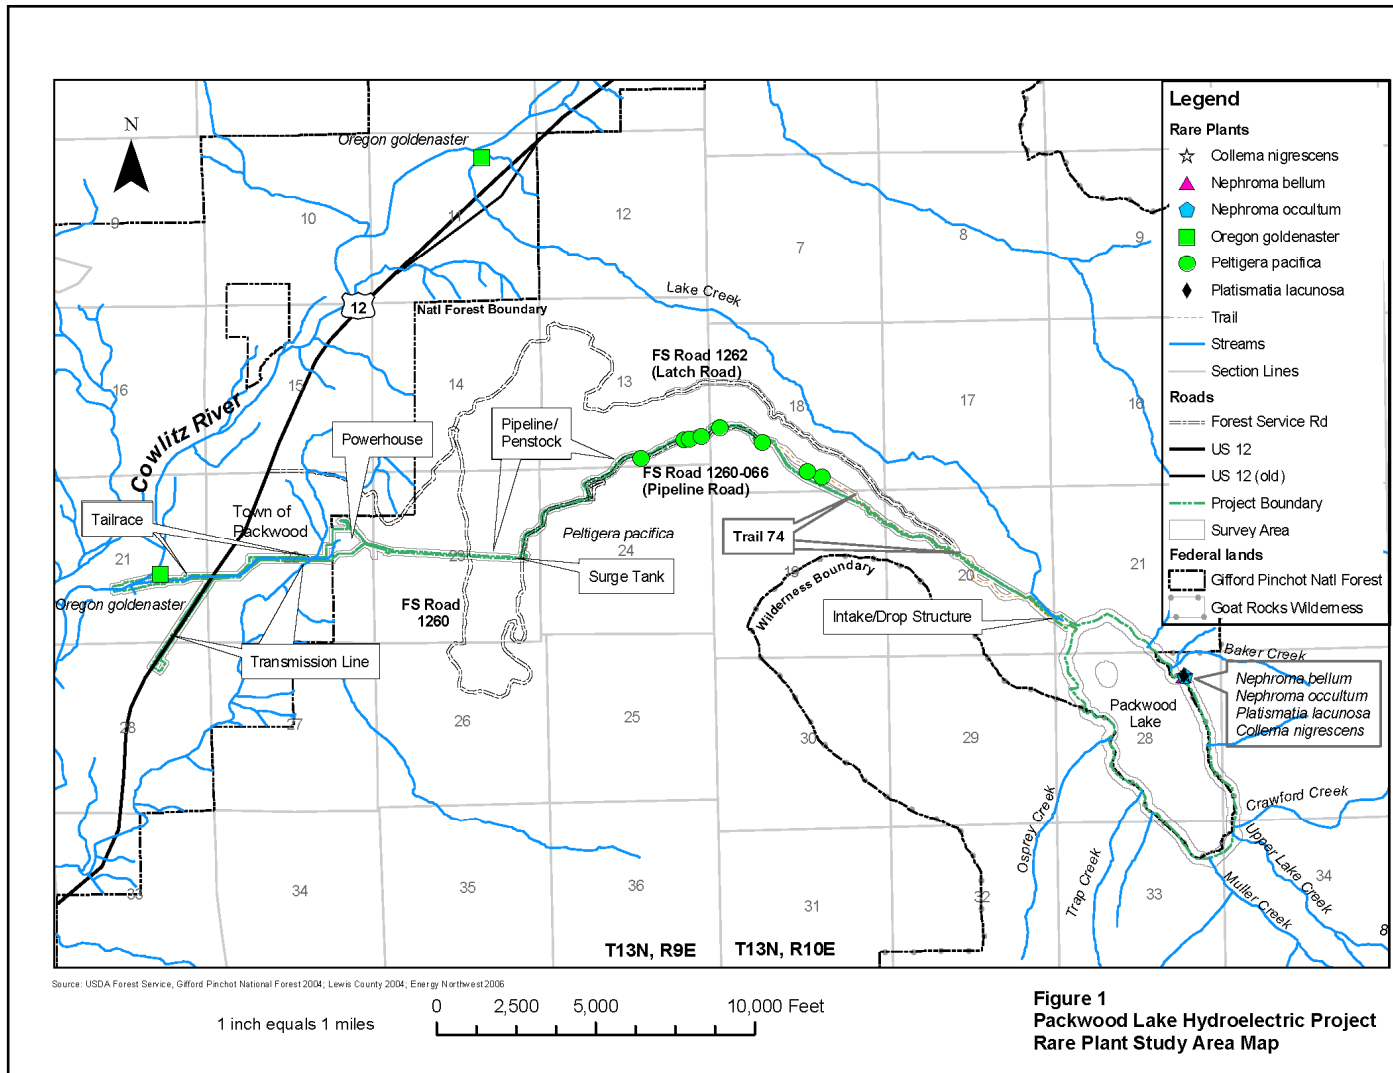 N
Oregon goldenaster
9
10
11
12
7
8
9
Lake Creek
12
Natl Forest Boundary
16
15
14
13
18
17
16
FS Road 1262
(Latch Road)
Cowlitz River
Powerhouse
Pipeline/
Penstock
FS Road 1260-066
(Pipeline Road)
Tailrace
Town of
Packwood
Trail 74
Peltigera pacifica
21
23
24
19
20
21
Surge Tank
Wilderness Boundary
Oregon goldenaster
FS Road
1260
Intake/Drop Structure
Transmission Line
Baker Creek
Nephroma bellum
Nephroma occultum
Platismatia lacunosa
Collema nigrescens
Packwood
Lake
28
27
26
25
30
29
28
Osprey Creek
Trap Creek
Crawford Creek
Upper Lake Creek
Muller Creek
33
34
35
36
31
32
33
34
8
T13N, R9E
T13N, R10E
Legend
Rare Plants
Collema nigrescens
Nephroma bellum
Nephroma occultum
Oregon goldenaster
Peltigera pacifica
Platismatia lacunosa
Trail
Streams
Section Lines
Roads
Forest Service Rd
US 12
US 12 (old)
Project Boundary
Survey Area
Federal lands
Gifford Pinchot Natl Forest
Goat Rocks Wilderness
Source: USDA Forest Service, Gifford Pinchot National Forest 2004; Lewis County 2004; Energy Northwest 2006
1 inch equals 1 miles
0 2,500 5,000 10,000 Feet
Figure 1
Packwood Lake Hydroelectric Project
Rare Plant Study Area Map